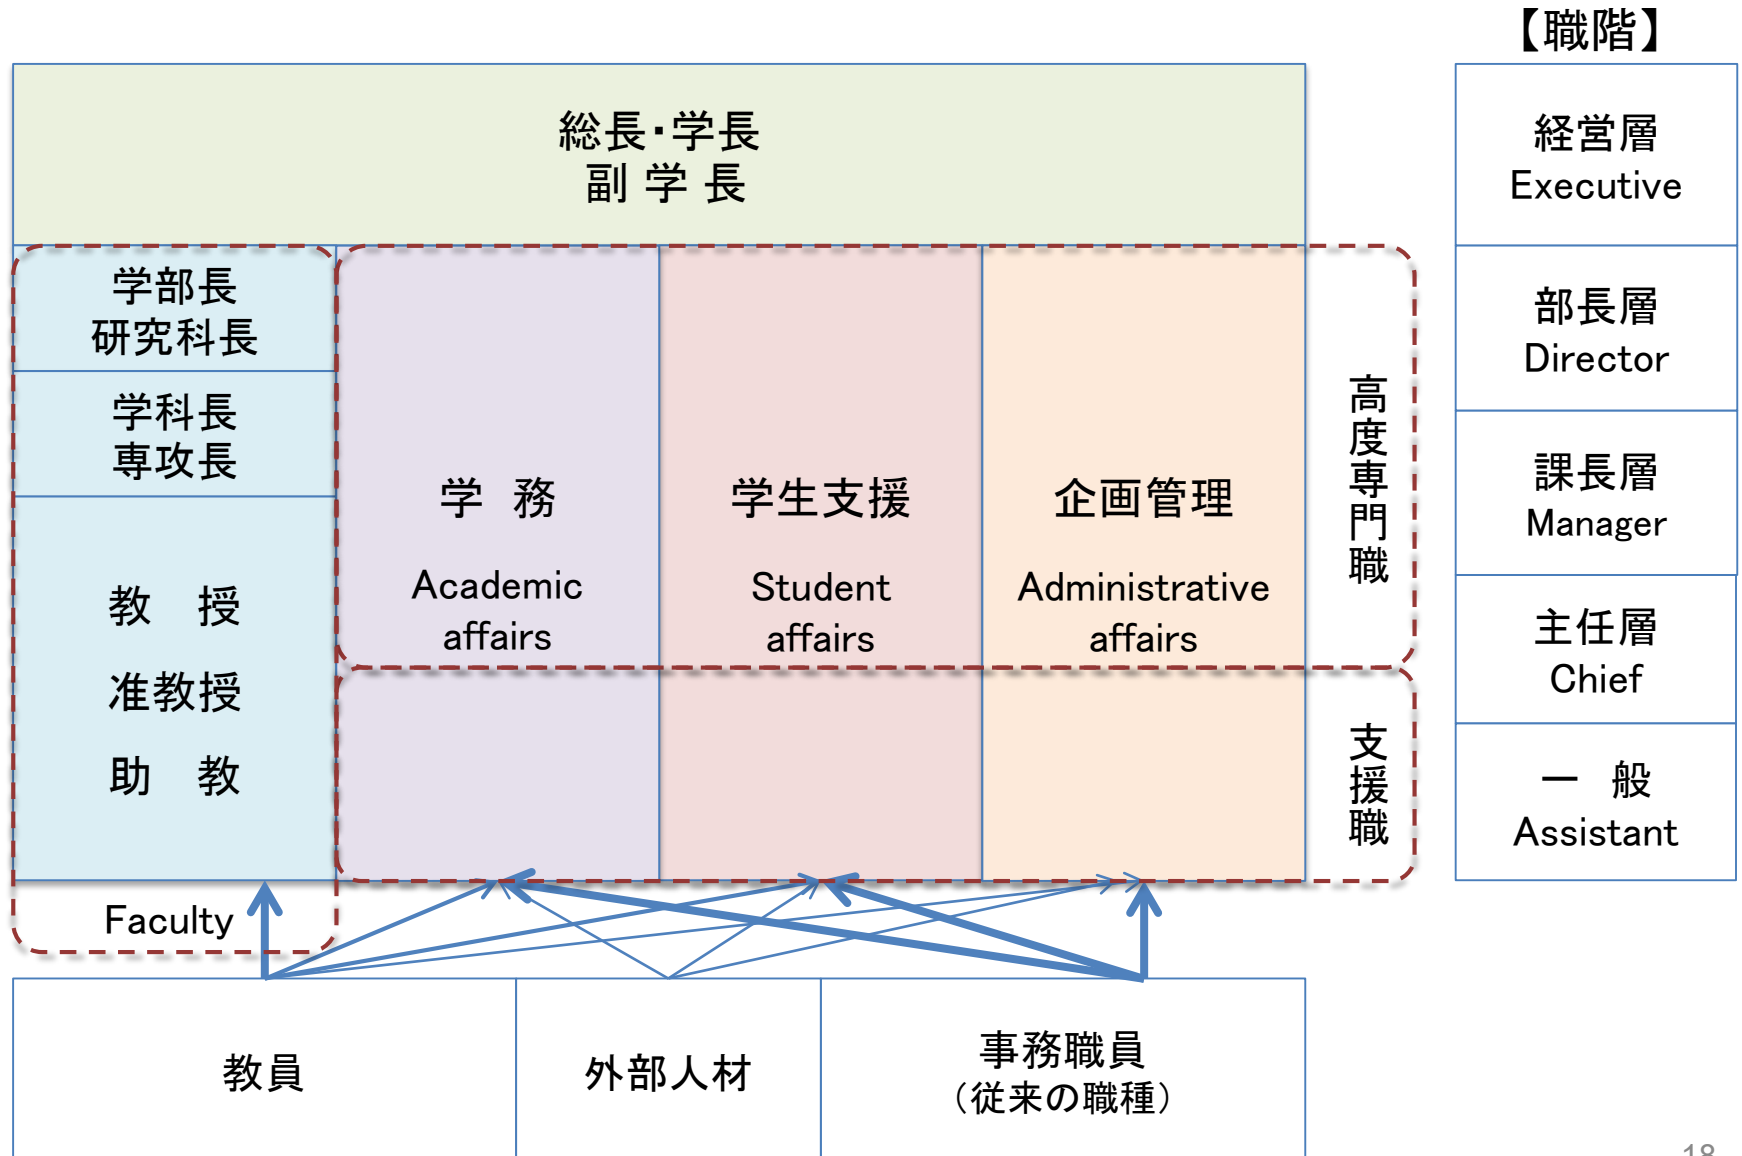 【職階】
総長・学長
副 学 長
経営層
Executive
学部長
研究科長
学科長
専攻長
教　授
准教授
助　教
Faculty
学　務
Academic
affairs
学生支援
Student
affairs
企画管理
Administrative
affairs
高度専門職
支援職
部長層
Director
課長層
Manager
主任層
Chief
一　般
Assistant
教員
外部人材
事務職員
（従来の職種）
18